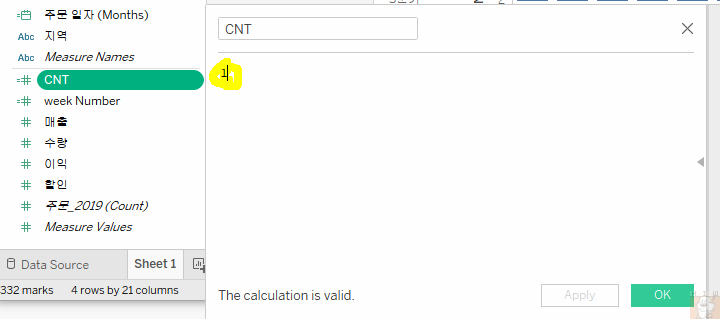 주문 일자 (Months)
Abc 지역
Abc Measure Names
CNT
week Number
매출
수량
이익
할인
주문_2019 (Count)
Measure Values
Data Source
Sheet 1
332 marks
4 rows by 21 columns
CNT
1
The calculation is valid.
Apply
OK